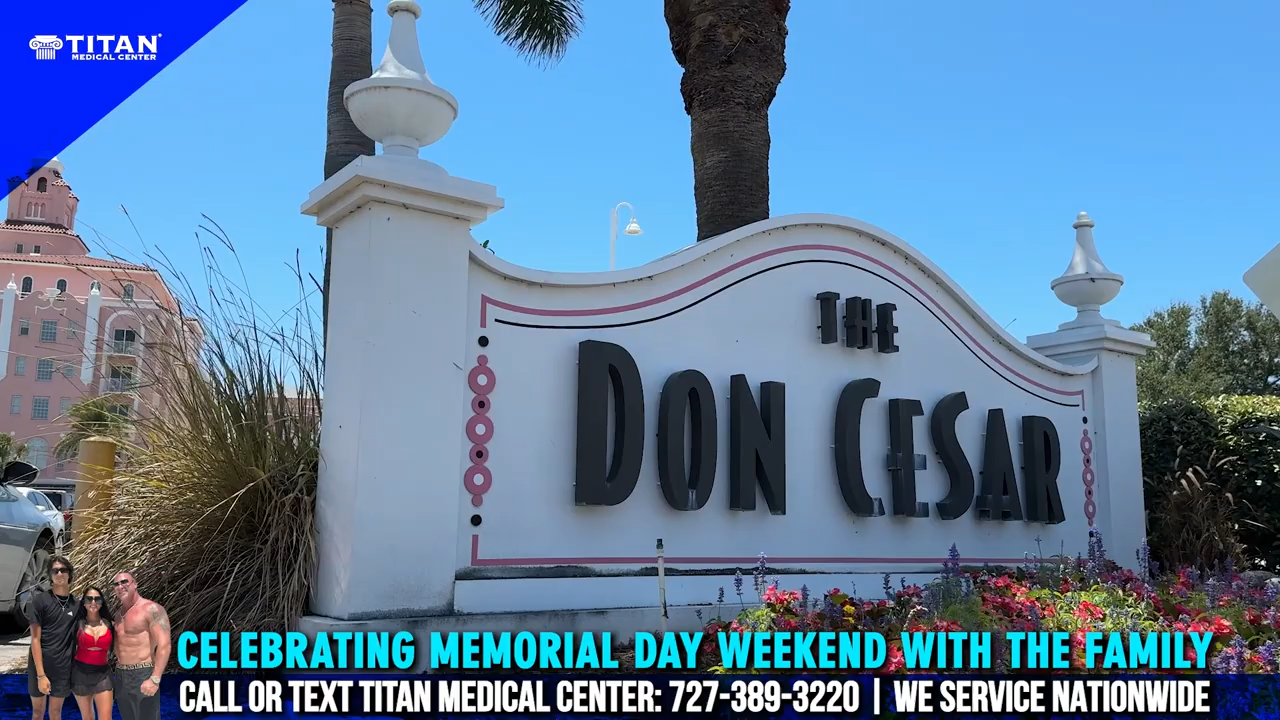 TITAN®
MEDICAL CENTER
THE
DON CESAR
CELEBRATING MEMORIAL DAY WEEKEND WITH THE FAMILY
CALL OR TEXT TITAN MEDICAL CENTER: 727-389-3220 | WE SERVICE NATIONWIDE